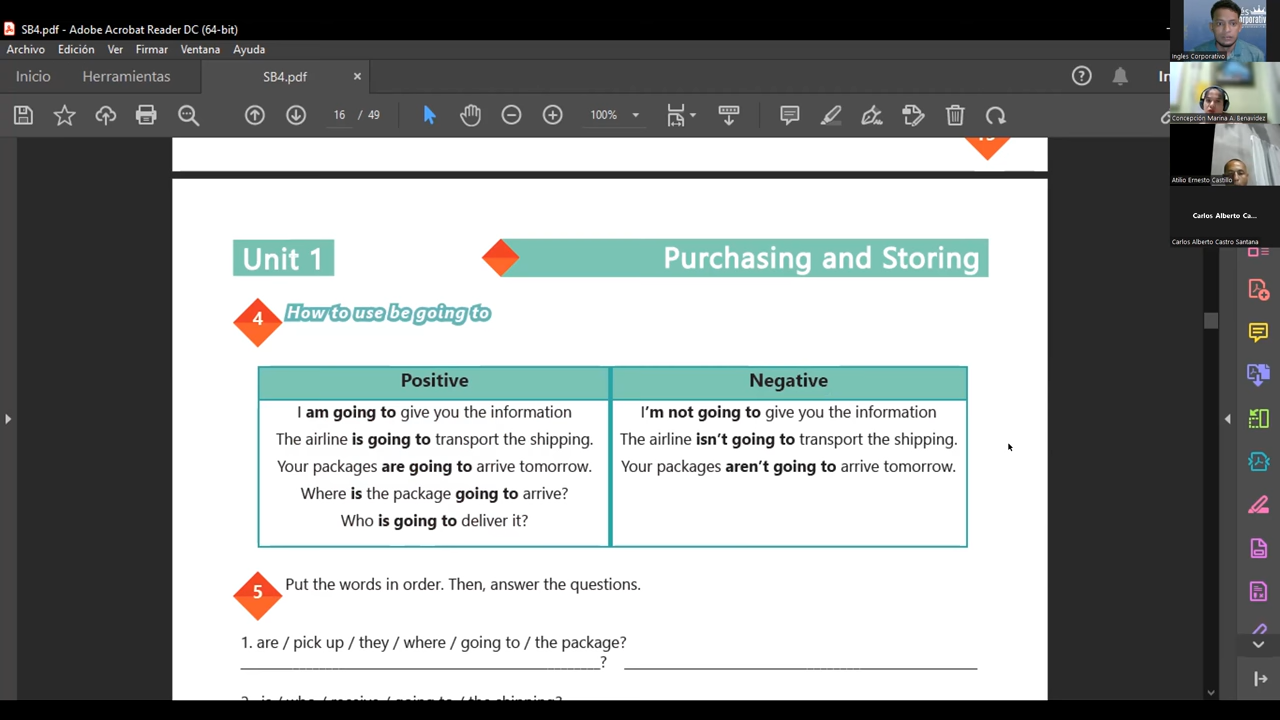 SB4.pdf - Adobe Acrobat Reader DC (64-bit)
Archivo Edición Ver Firmar Ventana Ayuda
Inicio Herramientas SB4.pdf × In
16 / 49 100%
Unit 1 Purchasing and Storing
4 How to use be going to
Positive Negative
I am going to give you the information I'm not going to give you the information
The airline is going to transport the shipping. The airline isn't going to transport the shipping.
Your packages are going to arrive tomorrow. Your packages aren't going to arrive tomorrow.
Where is the package going to arrive?
Who is going to deliver it?
5 Put the words in order. Then, answer the questions.
1. are / pick up / they / where / going to / the package?
?
Ingles Corporativo
Concepción Marina A. Benavidez
Atilio Ernesto Castillo
Carlos Alberto Ca...
Carlos Alberto Castro Santana